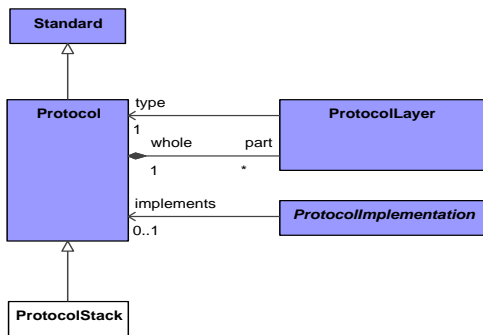 Standard
Protocol
type
ProtocolLayer
1
whole
part
1
*
implements
ProtocolImplementation
0..1
ProtocolStack